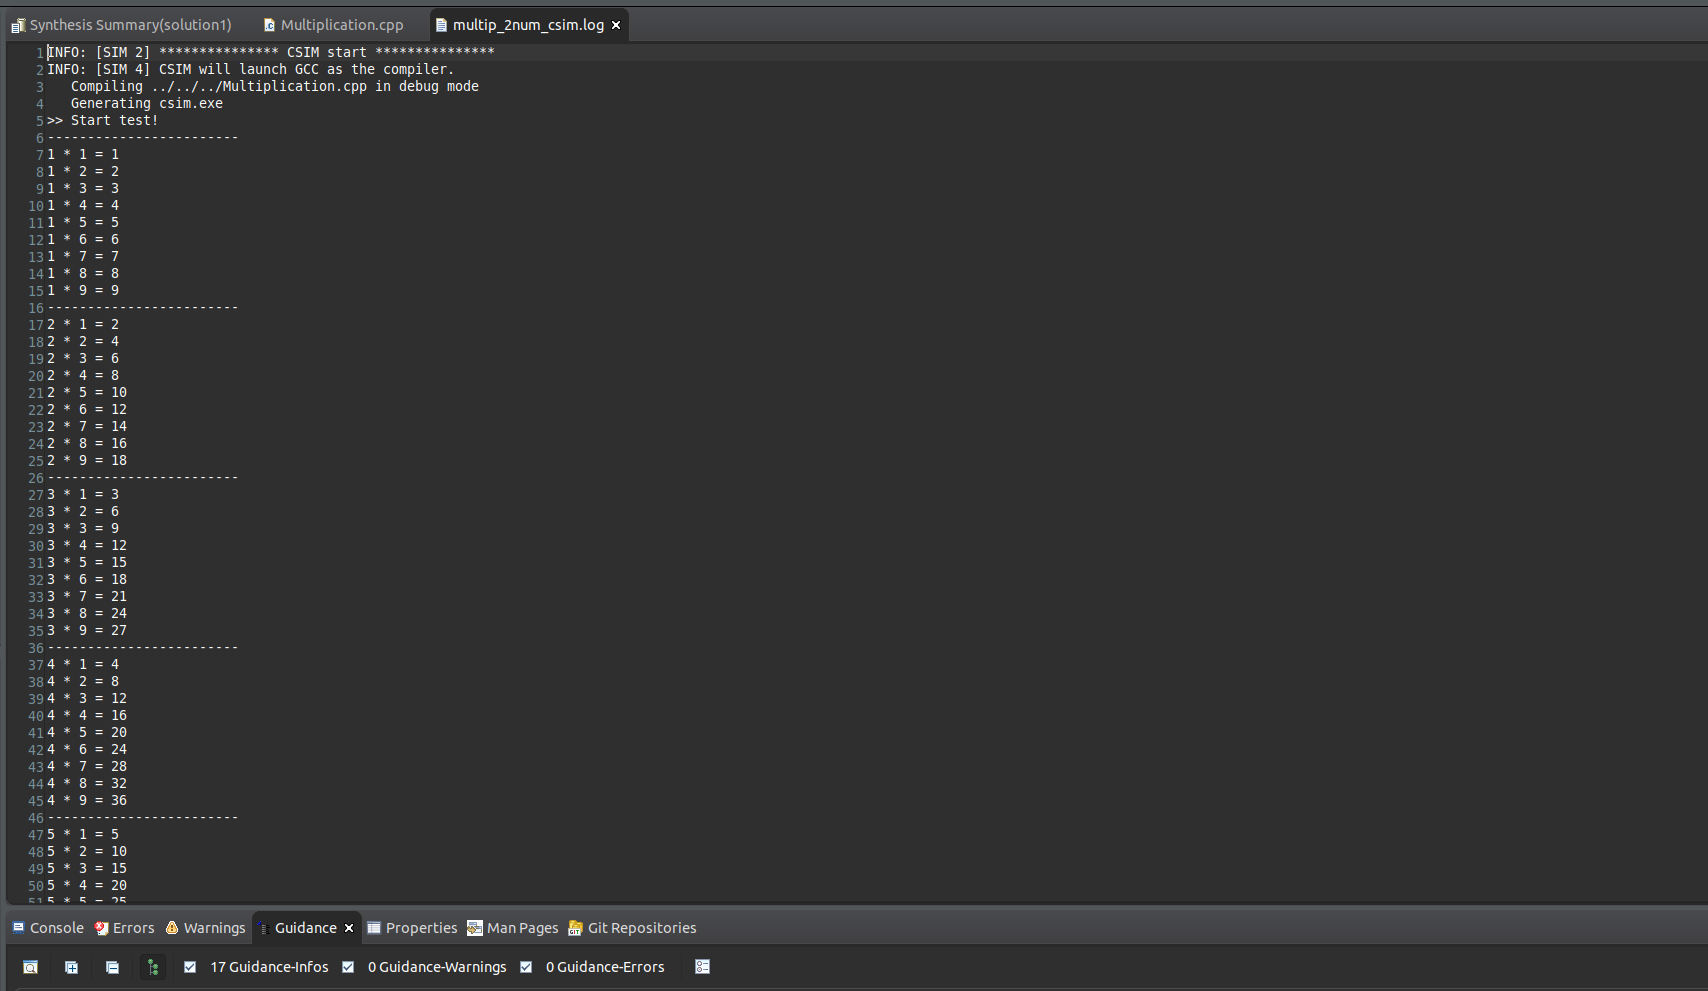 Synthesis Summary(solution1) Multiplication.cpp multip_2num_csim.log
1 INFO: [SIM 2] *************** CSIM start ***************
2 INFO: [SIM 4] CSIM will launch GCC as the compiler.
3    Compiling ../../../Multiplication.cpp in debug mode
4    Generating csim.exe
5 >> Start test!
6 ------------------------
7 1 * 1 = 1
8 1 * 2 = 2
9 1 * 3 = 3
10 1 * 4 = 4
11 1 * 5 = 5
12 1 * 6 = 6
13 1 * 7 = 7
14 1 * 8 = 8
15 1 * 9 = 9
16 ------------------------
17 2 * 1 = 2
18 2 * 2 = 4
19 2 * 3 = 6
20 2 * 4 = 8
21 2 * 5 = 10
22 2 * 6 = 12
23 2 * 7 = 14
24 2 * 8 = 16
25 2 * 9 = 18
26 ------------------------
27 3 * 1 = 3
28 3 * 2 = 6
29 3 * 3 = 9
30 3 * 4 = 12
31 3 * 5 = 15
32 3 * 6 = 18
33 3 * 7 = 21
34 3 * 8 = 24
35 3 * 9 = 27
36 ------------------------
37 4 * 1 = 4
38 4 * 2 = 8
39 4 * 3 = 12
40 4 * 4 = 16
41 4 * 5 = 20
42 4 * 6 = 24
43 4 * 7 = 28
44 4 * 8 = 32
45 4 * 9 = 36
46 ------------------------
47 5 * 1 = 5
48 5 * 2 = 10
49 5 * 3 = 15
50 5 * 4 = 20
51 5 * 5 = 25
Console Errors Warnings Guidance Properties Man Pages Git Repositories
17 Guidance-Infos 0 Guidance-Warnings 0 Guidance-Errors